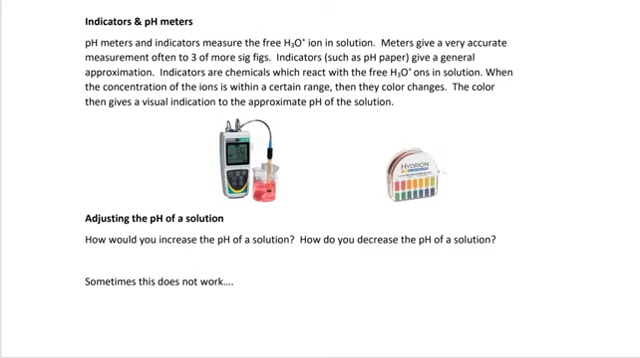 Indicators & pH meters
pH meters and indicators measure the free H₃O⁺ ion in solution. Meters give a very accurate
measurement often to 3 of more sig figs. Indicators (such as pH paper) give a general
approximation. Indicators are chemicals which react with the free H₃O⁺ ons in solution. When
the concentration of the ions is within a certain range, then they color changes. The color
then gives a visual indication to the approximate pH of the solution.
HYDRION
Adjusting the pH of a solution
How would you increase the pH of a solution? How do you decrease the pH of a solution?
Sometimes this does not work....